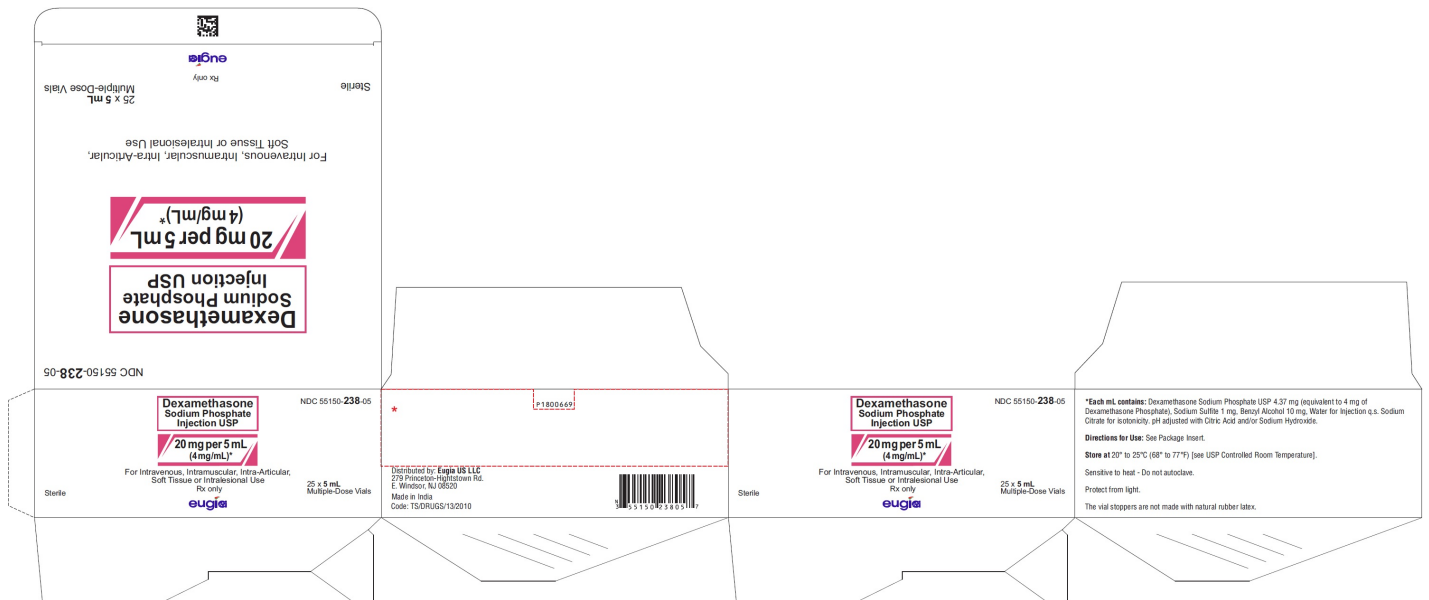 eugia
Rx only
Sterile
25 x 5 mL
Multiple-Dose Vials
For Intravenous, Intramuscular, Intra-Articular,
Soft Tissue or Intralesional Use
20 mg per 5 mL
(4 mg/mL)*
Dexamethasone
Sodium Phosphate
Injection USP
NDC 55150-238-05
Dexamethasone
Sodium Phosphate
Injection USP
NDC 55150-238-05
20 mg per 5 mL
(4 mg/mL)*
For Intravenous, Intramuscular, Intra-Articular,
Soft Tissue or Intralesional Use
Rx only
Sterile
25 x 5 mL
Multiple-Dose Vials
eugia
*
P1800669
Distributed by: Eugia US LLC
279 Princeton-Hightstown Rd.
E. Windsor, NJ 08520
Made in India
Code: TS/DRUGS/13/2010
N
3 55150 23805 7
Dexamethasone
Sodium Phosphate
Injection USP
NDC 55150-238-05
20 mg per 5 mL
(4 mg/mL)*
For Intravenous, Intramuscular, Intra-Articular,
Soft Tissue or Intralesional Use
Rx only
Sterile
25 x 5 mL
Multiple-Dose Vials
eugia
*Each mL contains: Dexamethasone Sodium Phosphate USP 4.37 mg (equivalent to 4 mg of
Dexamethasone Phosphate), Sodium Sulfite 1 mg, Benzyl Alcohol 10 mg, Water for Injection q.s. Sodium
Citrate for isotonicity. pH adjusted with Citric Acid and/or Sodium Hydroxide.
Directions for Use: See Package Insert.
Store at 20° to 25°C (68° to 77°F) [see USP Controlled Room Temperature].
Sensitive to heat - Do not autoclave.
Protect from light.
The vial stoppers are not made with natural rubber latex.